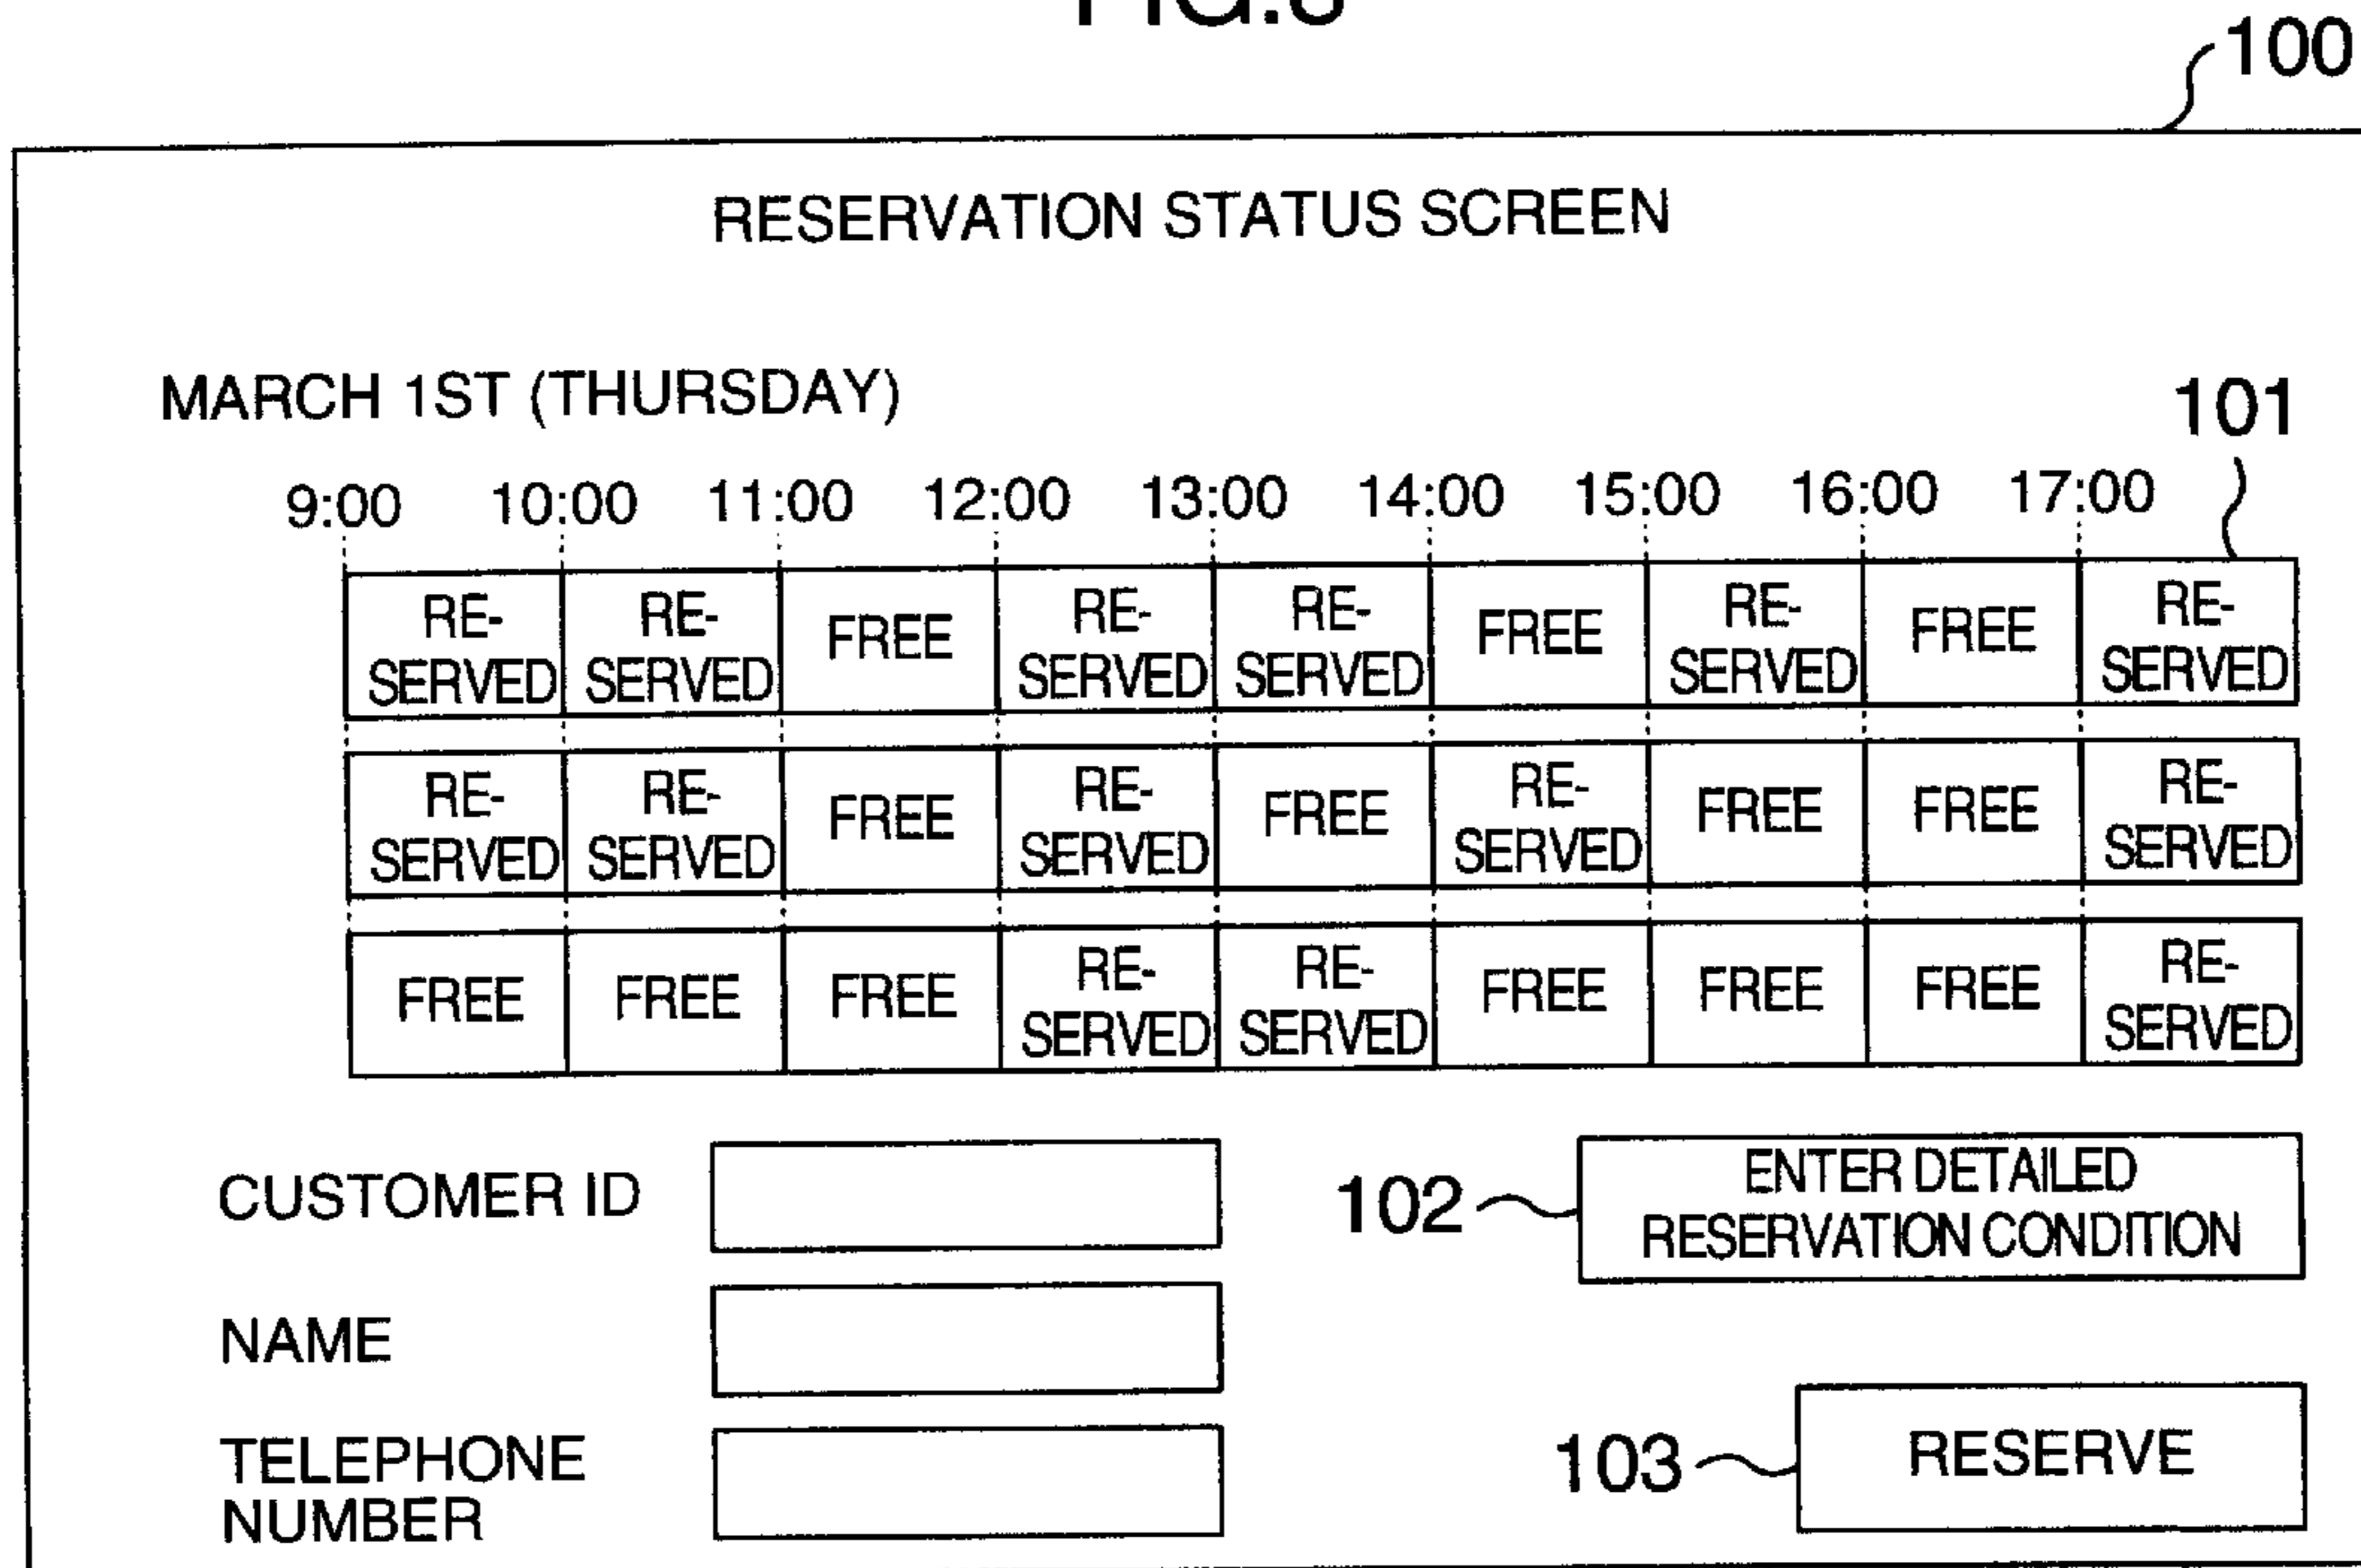 100
RESERVATION STATUS SCREEN
MARCH 1ST (THURSDAY)
101
9:00 10:00 11:00 12:00 13:00 14:00 15:00 16:00 17:00
RE- RE- FREE RE- RE- FREE RE- FREE RE-
SERVED SERVED SERVED SERVED SERVED SERVED
RE- RE- FREE RE- FREE RE- FREE FREE RE-
SERVED SERVED SERVED SERVED SERVED
FREE FREE FREE RE- RE- FREE FREE FREE RE-
SERVED SERVED SERVED
CUSTOMER ID
102
ENTER DETAILED
RESERVATION CONDITION
NAME
TELEPHONE
NUMBER
103
RESERVE